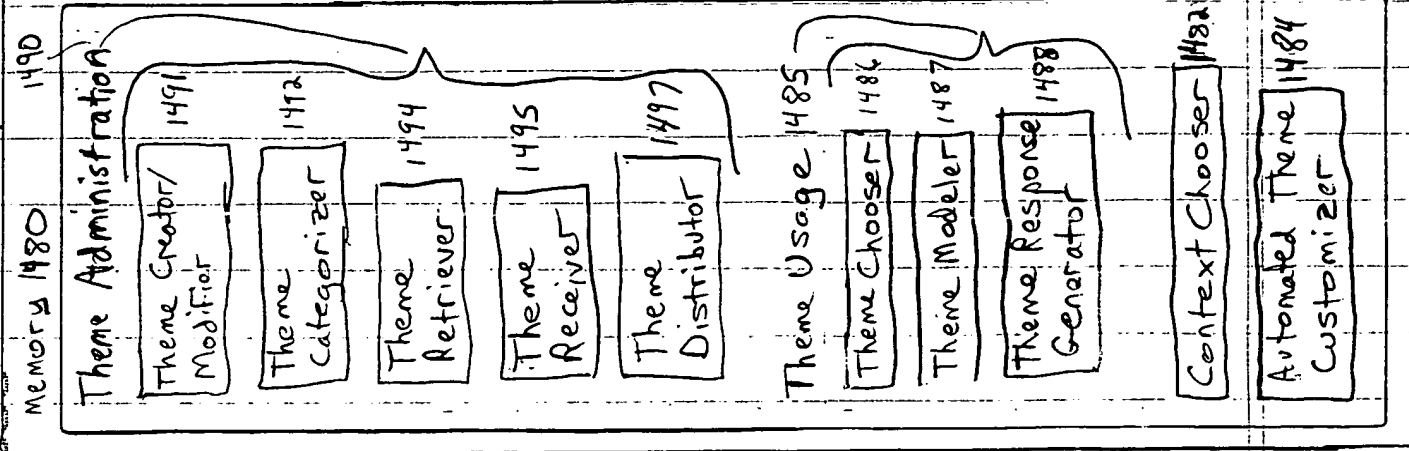 Memory 1480
1490
Theme Administration
Theme Creator/
Modifier
1491
Theme
Categorizer
1492
Theme
Retriever
1494
Theme
Receiver
1495
Theme
Distributor
1497
Theme Usage 1485
Theme Chooser
1486
Theme Modeler
1487
Theme Response
Generator
1488
Context Chooser
1482
Automated Theme
Customizer
1484